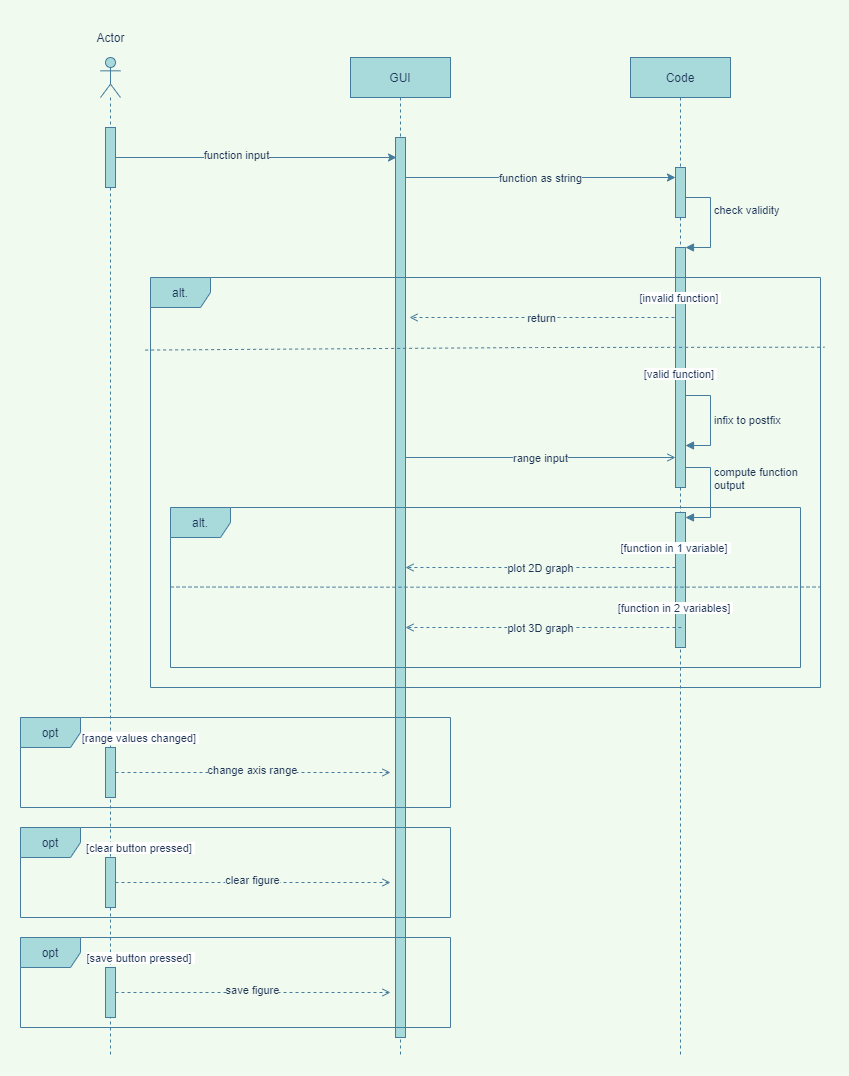 Actor
GUI
Code
function input
function as string
check validity
alt.
[invalid function]
return
[valid function]
infix to postfix
range input
compute function
output
alt.
[function in 1 variable]
plot 2D graph
[function in 2 variables]
plot 3D graph
opt
[range values changed]
change axis range
opt
[clear button pressed]
clear figure
opt
[save button pressed]
save figure